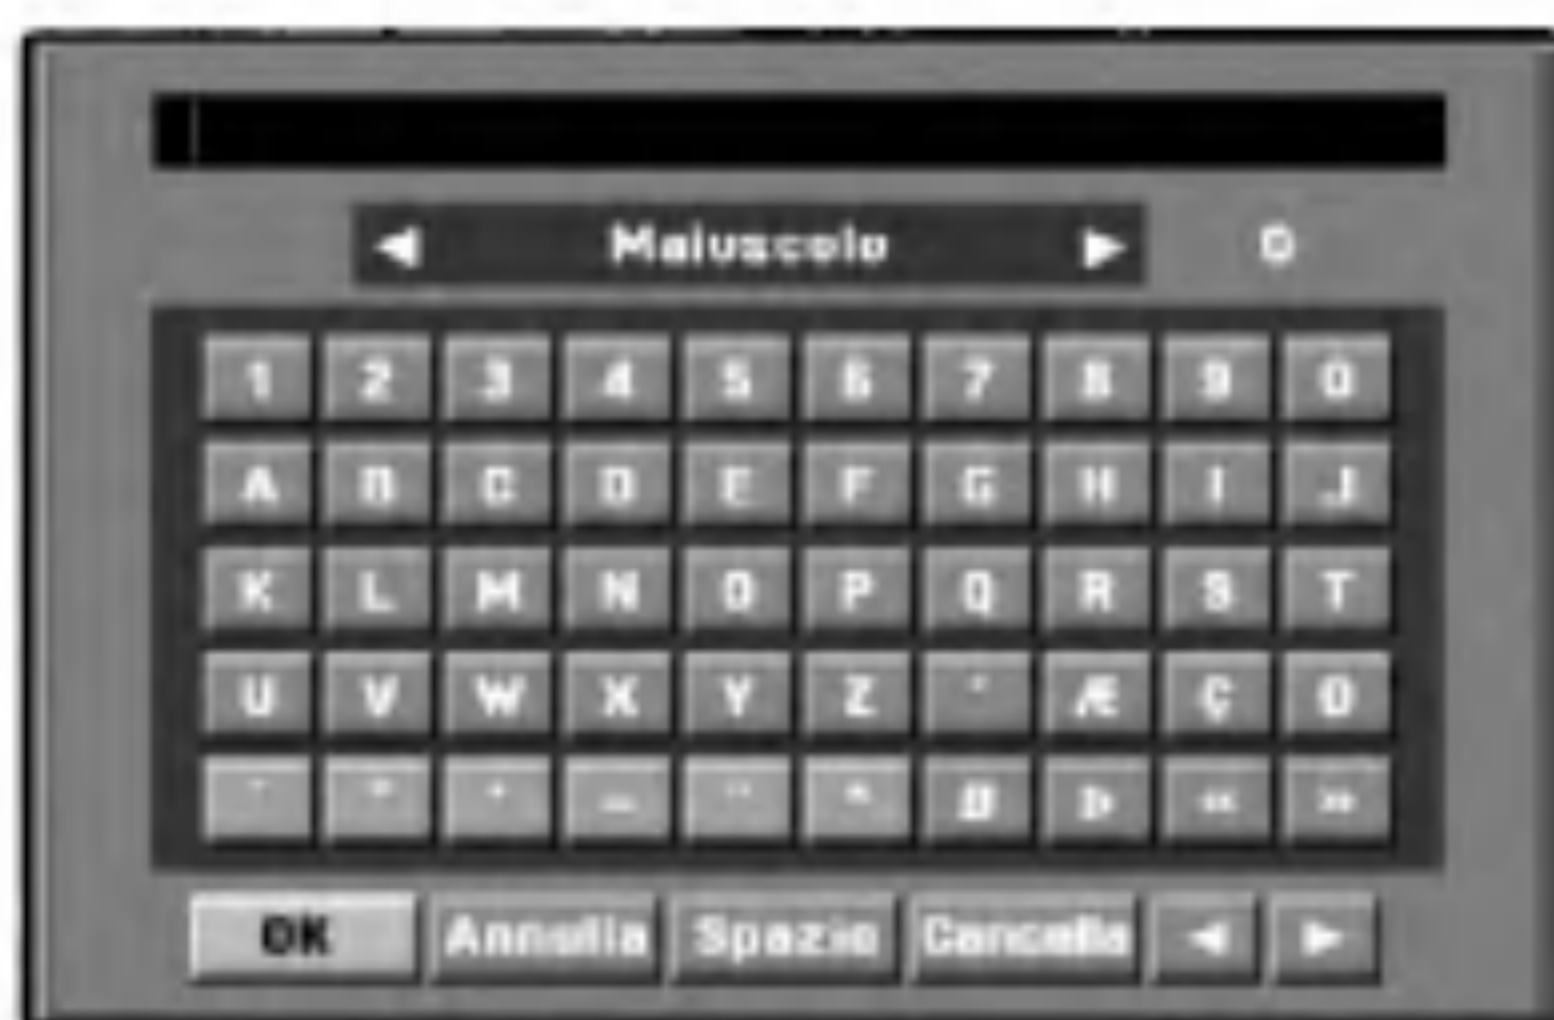 ◀ Maiuscolo ▶ 0
1 2 3 4 5 6 7 8 9 0
A B C D E F G H I J
K L M N O P Q R S T
U V W X Y Z Æ Ç
« »
OK Annulla Spazio Cancella ◀ ▶